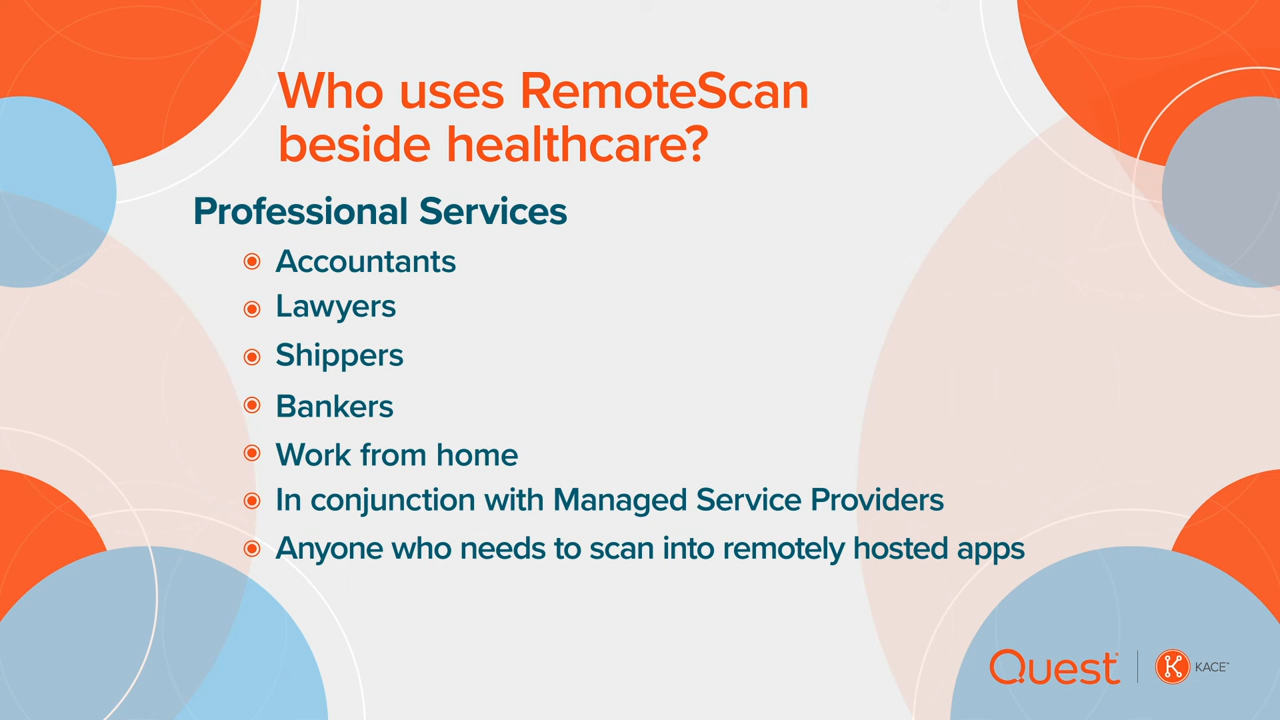 Who uses RemoteScan
beside healthcare?
Professional Services
Accountants
Lawyers
Shippers
Bankers
Work from home
In conjunction with Managed Service Providers
Anyone who needs to scan into remotely hosted apps
Quest
K KACE™